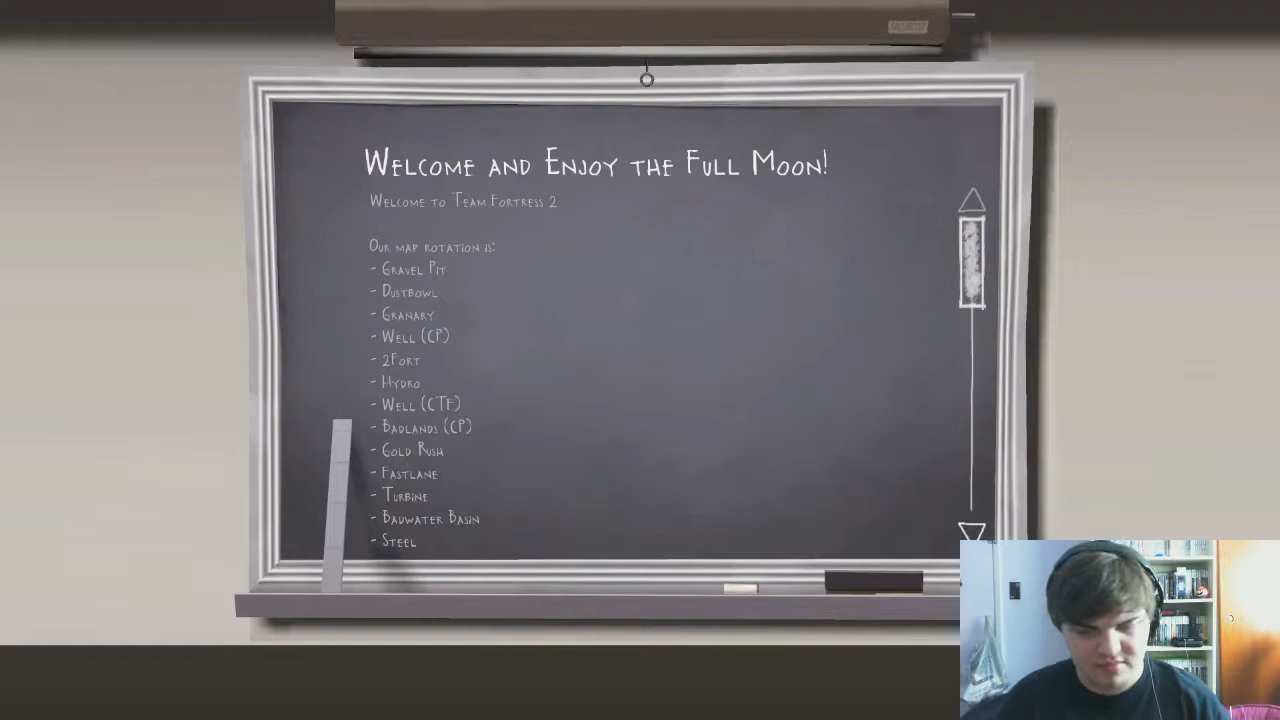 Welcome and Enjoy the Full Moon!
Welcome to Team Fortress 2
Our map rotation is:
- Gravel Pit
- Dustbowl
- Granary
- Well (CP)
- 2Fort
- Hydro
- Well (CTF)
- Badlands (CP)
- Gold Rush
- Fastlane
- Turbine
- Badwater Basin
- Steel